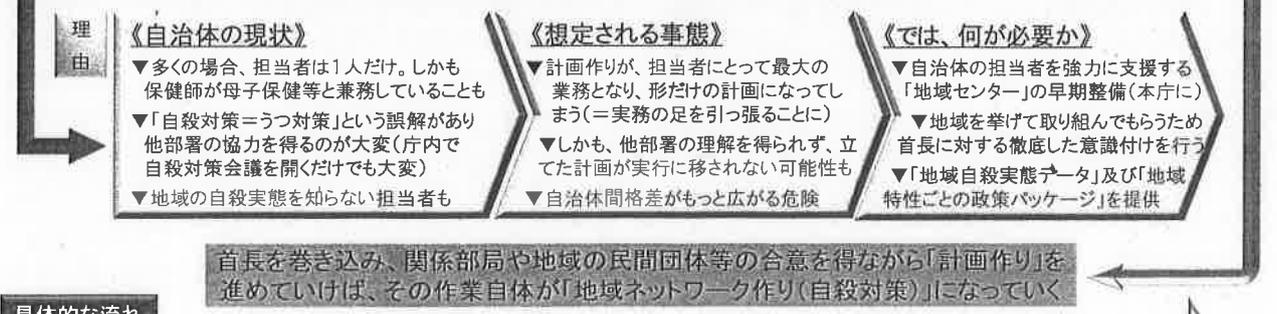 理由
《自治体の現状》
▼多くの場合、担当者は1人だけ。しかも
保健師が母子保健等と兼務していることも
▼「自殺対策＝うつ対策」という誤解があり
他部署の協力を得るのが大変（庁内で
自殺対策会議を開くだけでも大変）
▼地域の自殺実態を知らない担当者も
《想定される事態》
▼計画作りが、担当者にとって最大の
業務となり、形だけの計画になってし
まう（＝実務の足を引っ張ることに）
▼しかも、他部署の理解を得られず、立
てた計画が実行に移されない可能性も
▼自治体間格差がもっと広がる危険
《では、何が必要か》
▼自治体の担当者を強力に支援する
「地域センター」の早期整備（本庁に）
▼地域を挙げて取り組んでもらうため
首長に対する徹底した意識付けを行う
▼「地域自殺実態データ」及び「地域
特性ごとの政策パッケージ」を提供
首長を巻き込み、関係部局や地域の民間団体等の合意を得ながら「計画作り」を
進めていけば、その作業自体が「地域ネットワーク作り（自殺対策）」になっていく
具体的な流れ